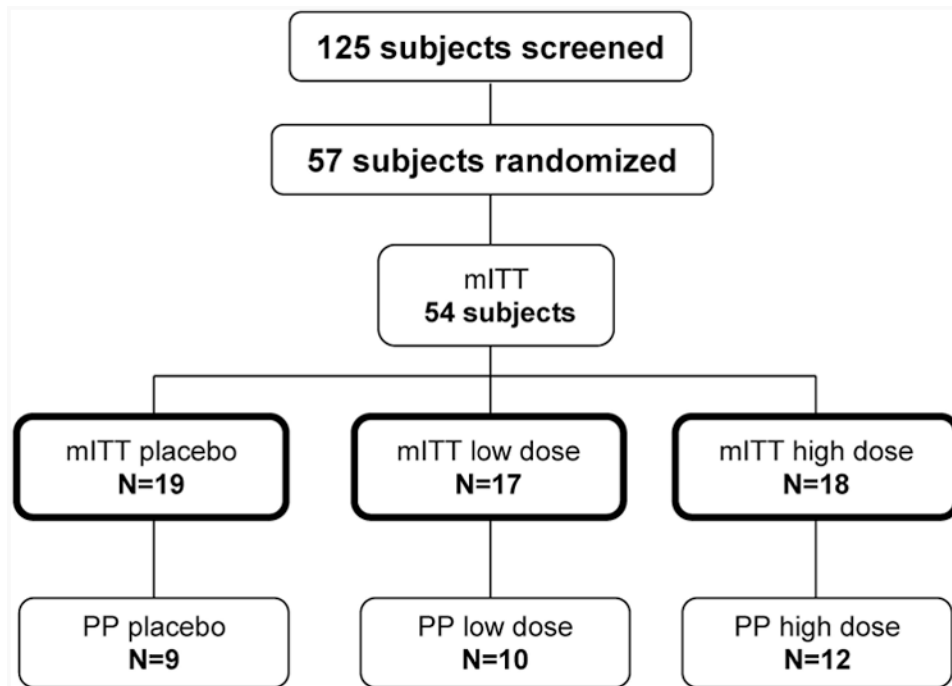 125 subjects screened
57 subjects randomized
mITT
54 subjects
mITT placebo
N=19
mITT low dose
N=17
mITT high dose
N=18
PP placebo
N=9
PP low dose
N=10
PP high dose
N=12